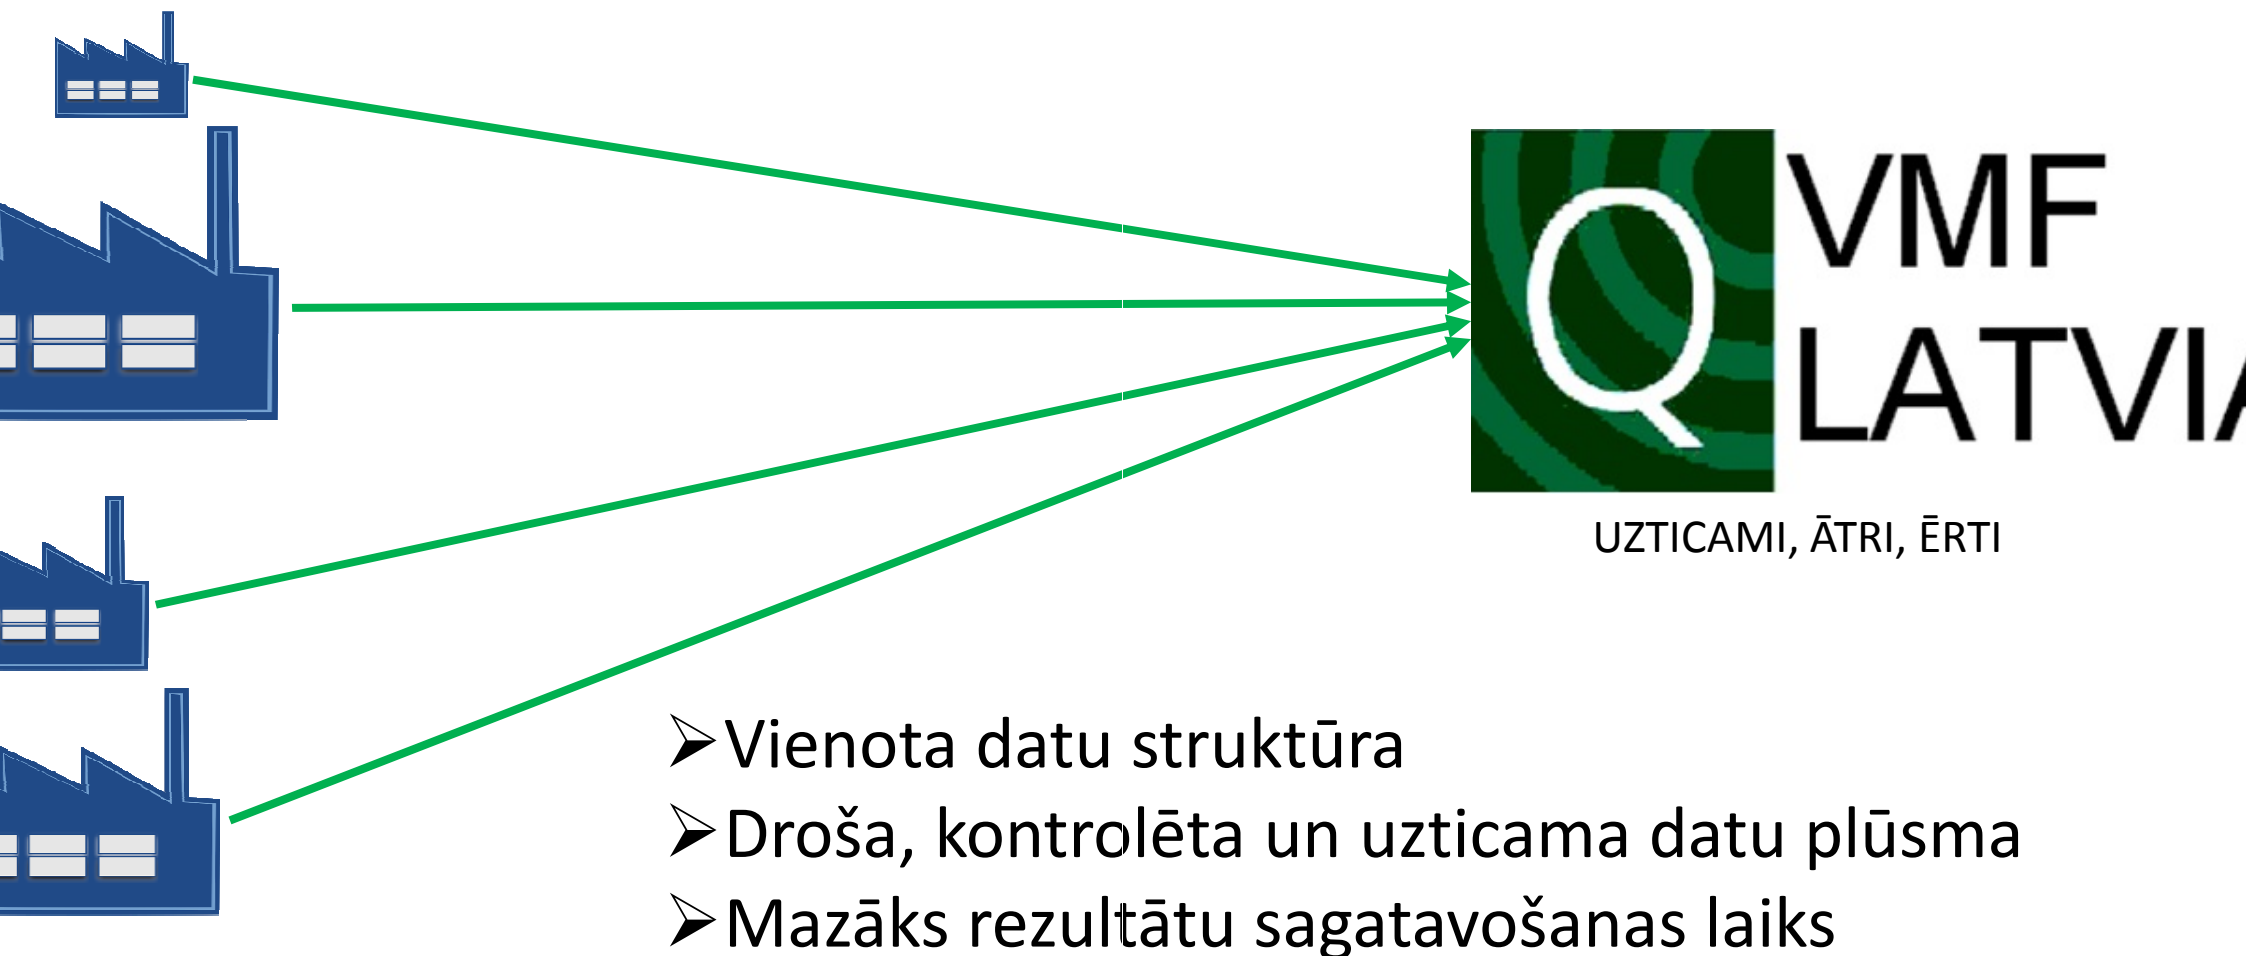 Q
VMF
LATVIA
UZTICAMI, ĀTRI, ĒRTI
➢Vienota datu struktūra
➢Droša, kontrolēta un uzticama datu plūsma
➢Mazāks rezultātu sagatavošanas laiks